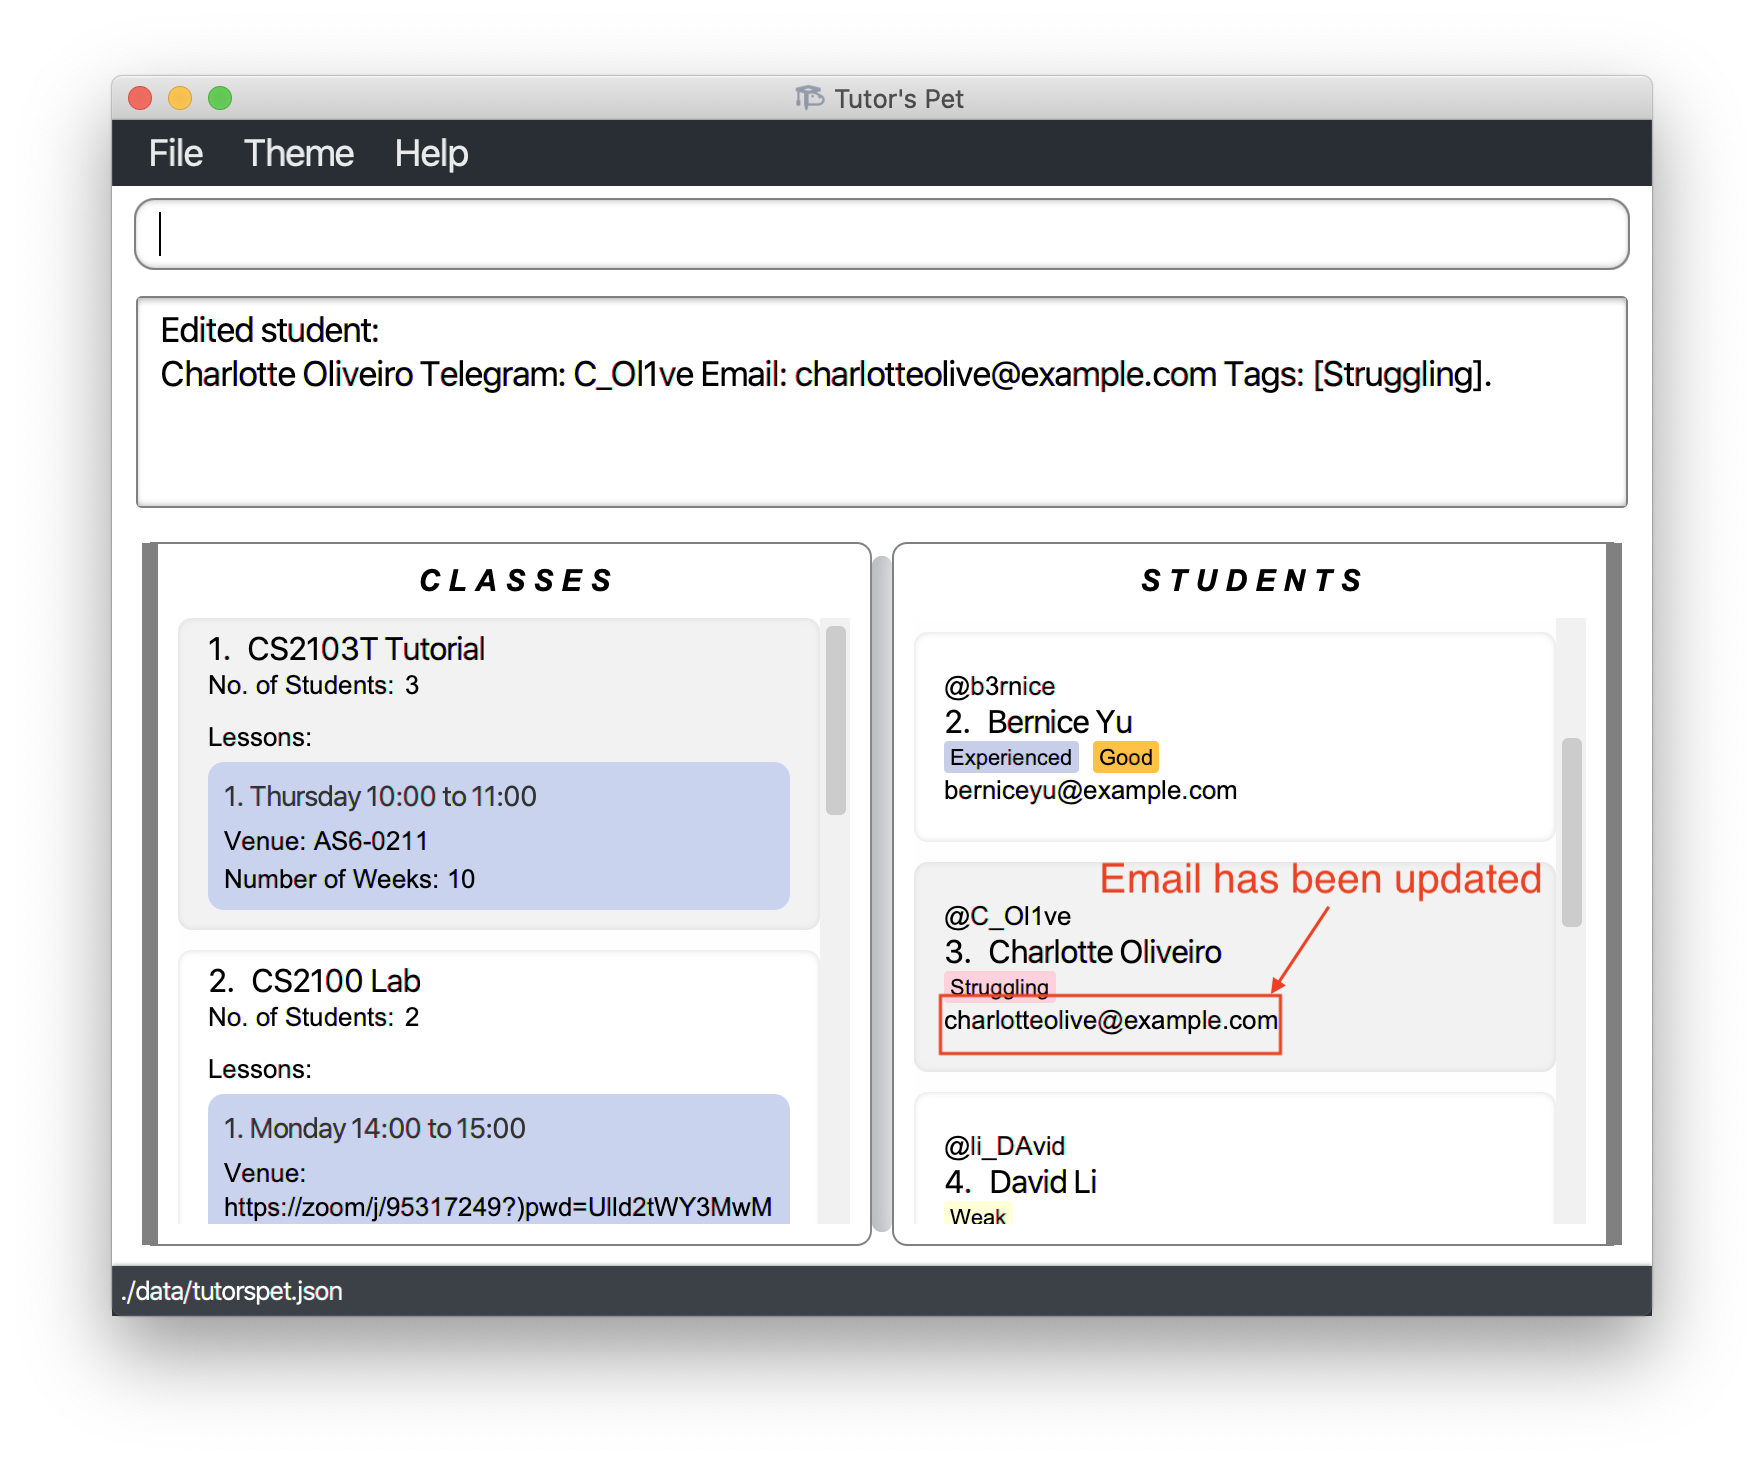 Tutor's Pet
File Theme Help
Edited student:
Charlotte Oliveiro Telegram: C_Ol1ve Email: charlotteolive@example.com Tags: [Struggling].
CLASSES
1. CS2103T Tutorial
No. of Students: 3
Lessons:
1. Thursday 10:00 to 11:00
Venue: AS6-0211
Number of Weeks: 10
2. CS2100 Lab
No. of Students: 2
Lessons:
1. Monday 14:00 to 15:00
Venue:
https://zoom/j/95317249?)pwd=Ulld2tWY3MwM
STUDENTS
@b3rnice
2. Bernice Yu
Experienced Good
berniceyu@example.com
Email has been updated
@C_Ol1ve
3. Charlotte Oliveiro
Struggling
charlotteolive@example.com
@li_DAvid
4. David Li
Weak
./data/tutorspet.json